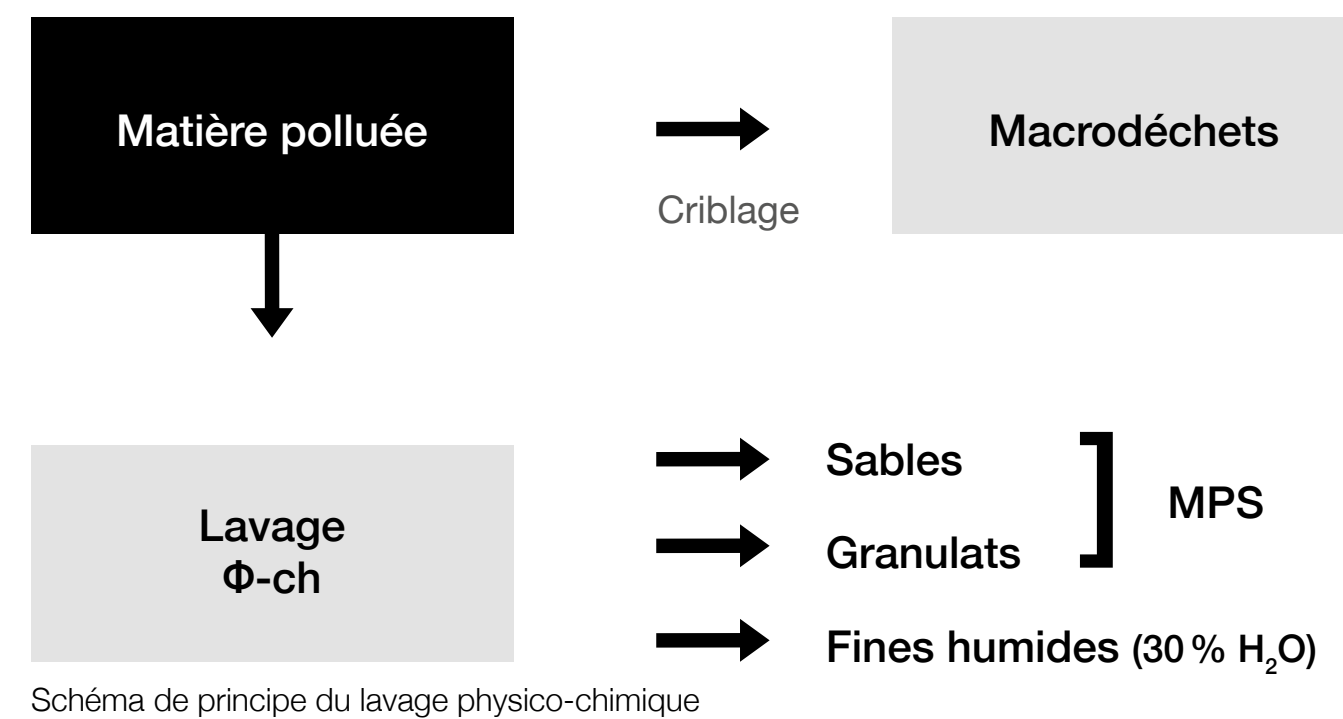 Matière polluée
Macrodéchets
Criblage
Lavage
Φ-ch
Sables
Granulats
MPS
Fines humides (30 % H₂O)
Schéma de principe du lavage physico-chimique